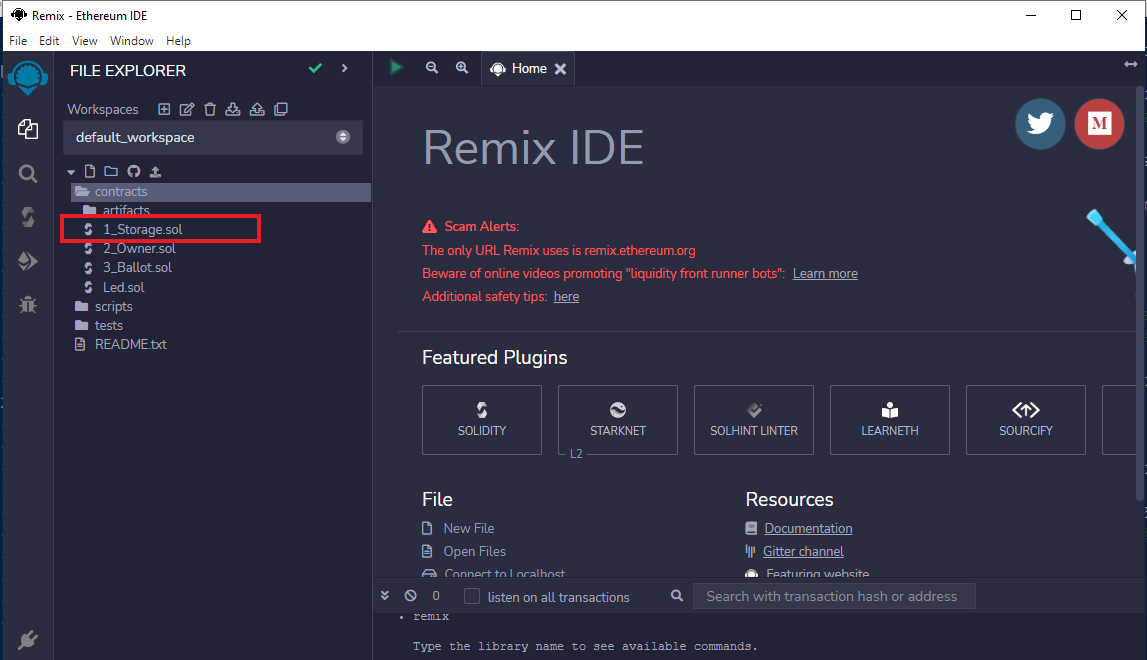 Remix - Ethereum IDE
File Edit View Window Help
FILE EXPLORER
Workspaces
default_workspace
contracts
artifacts
1_Storage.sol
2_Owner.sol
3_Ballot.sol
Led.sol
scripts
tests
README.txt
Home
Remix IDE
M
Scam Alerts:
The only URL Remix uses is remix.ethereum.org
Beware of online videos promoting "liquidity front runner bots": Learn more
Additional safety tips: here
Featured Plugins
SOLIDITY
STARKNET
L2
SOLHINT LINTER
LEARNETH
SOURCIFY
File
New File
Open Files
Connect to Localhost
Resources
Documentation
Gitter channel
Featuring website
0 listen on all transactions Search with transaction hash or address
• remix
Type the library name to see available commands.